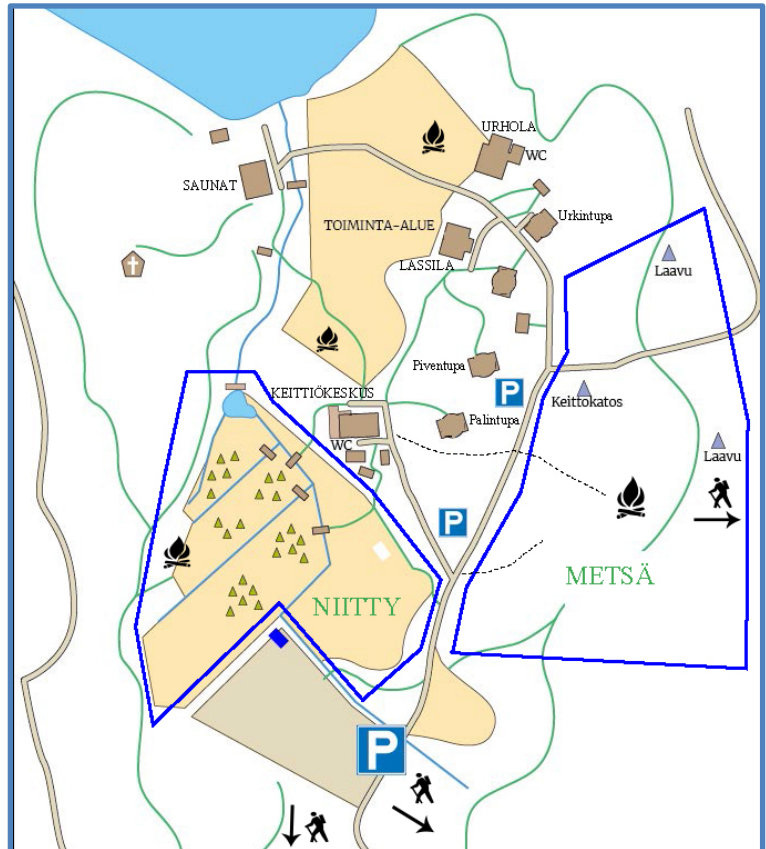 URHOLA
WC
SAUNAT
Urkintupa
TOIMINTA-ALUE
LASSILA
Laavu
Piventupa
P
KEITTIÖKESKUS
Keittokatos
Palintupa
WC
Laavu
P
METSÄ
NIITTY
P